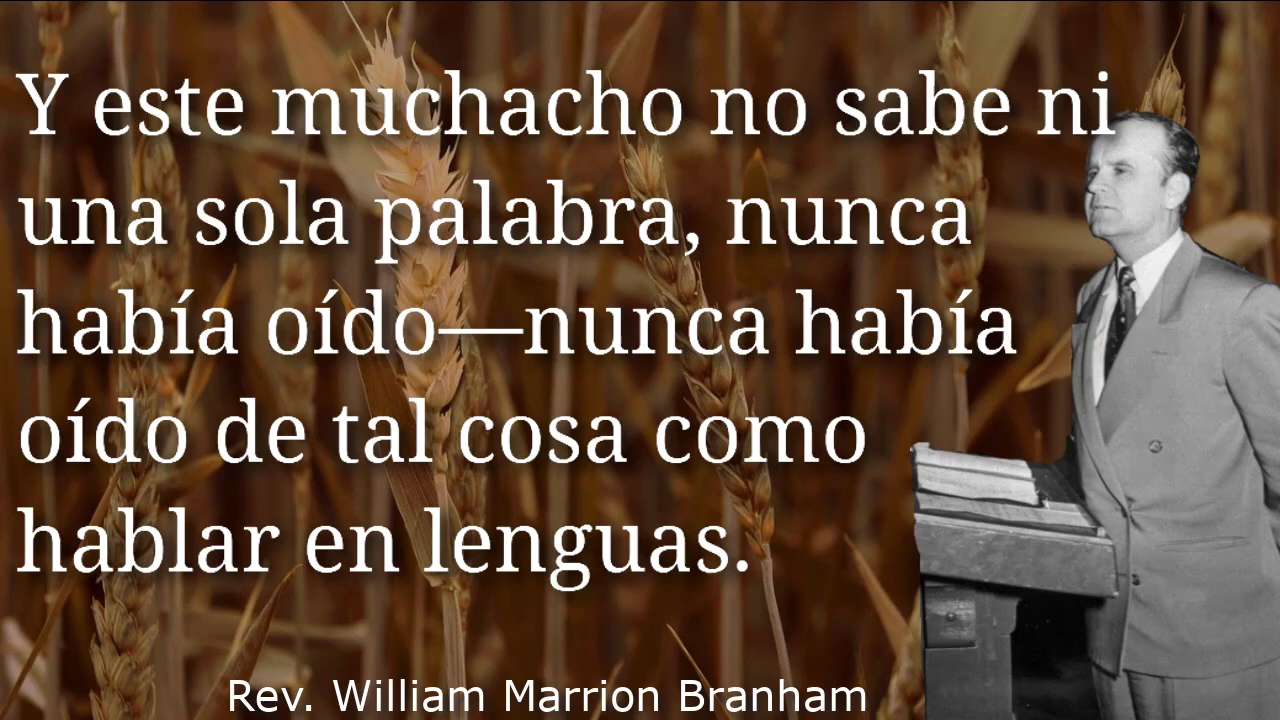 Y este muchacho no sabe ni
una sola palabra, nunca
había oído—nunca había
oído de tal cosa como
hablar en lenguas.
Rev. William Marrion Branham